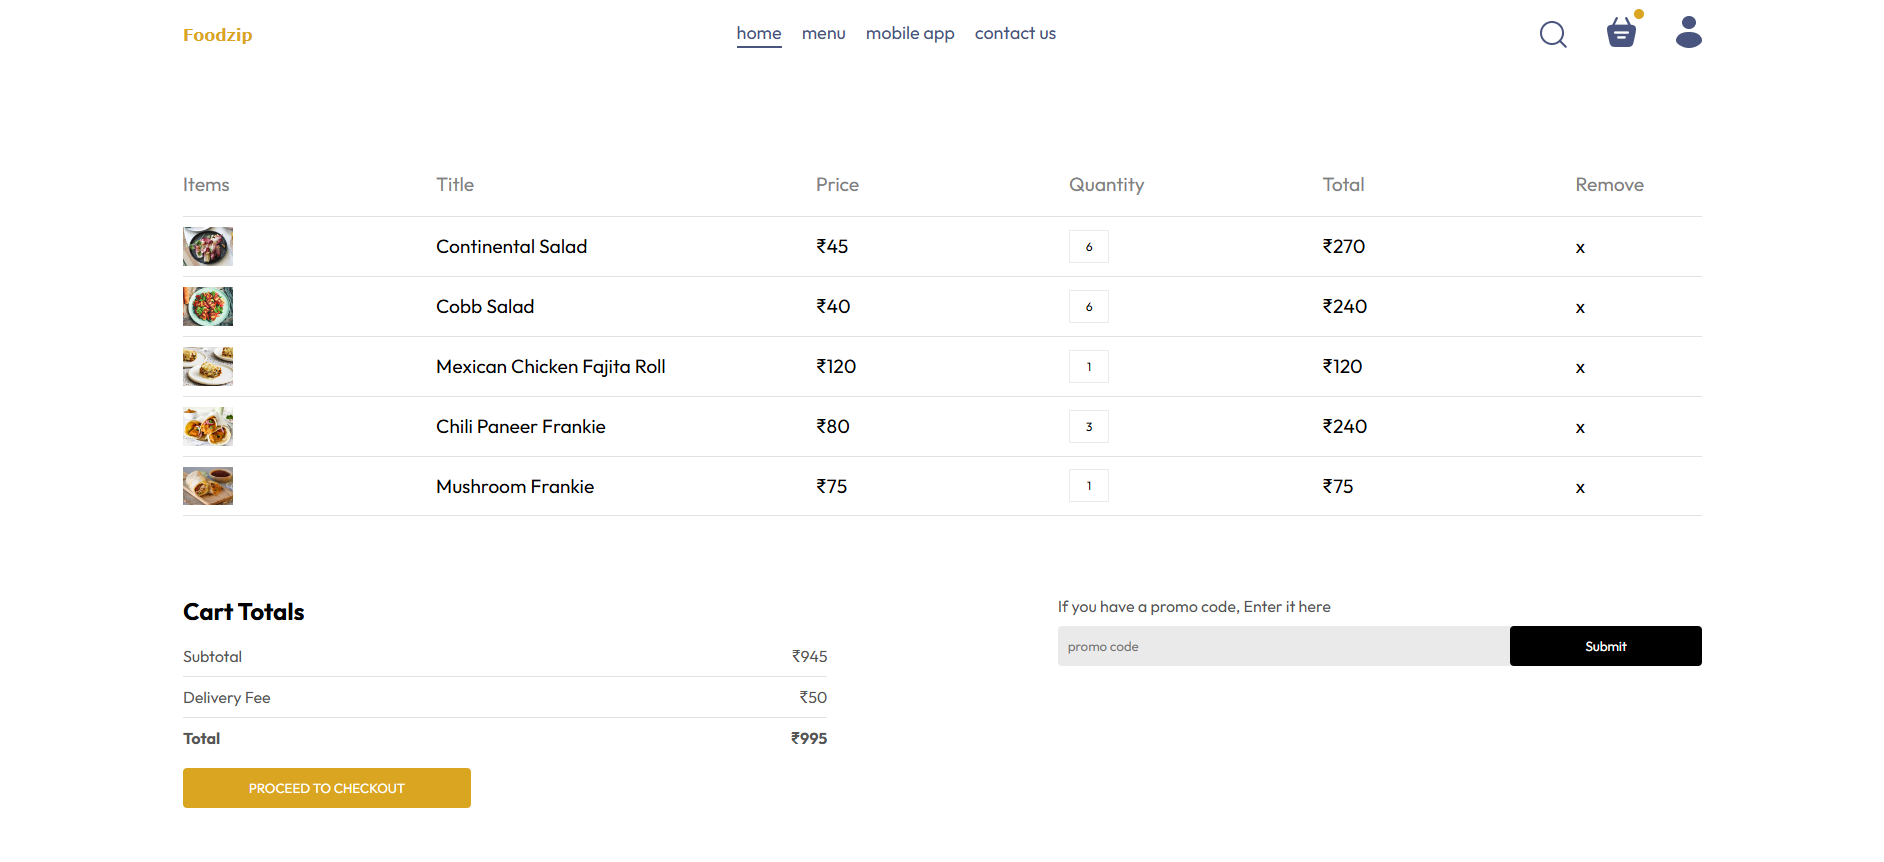 Foodzip home menu mobile app contact us
Items Title Price Quantity Total Remove
Continental Salad ₹45 6 ₹270 x
Cobb Salad ₹40 6 ₹240 x
Mexican Chicken Fajita Roll ₹120 1 ₹120 x
Chili Paneer Frankie ₹80 3 ₹240 x
Mushroom Frankie ₹75 1 ₹75 x
Cart Totals
Subtotal ₹945
Delivery Fee ₹50
Total ₹995
PROCEED TO CHECKOUT
If you have a promo code, Enter it here
promo code Submit